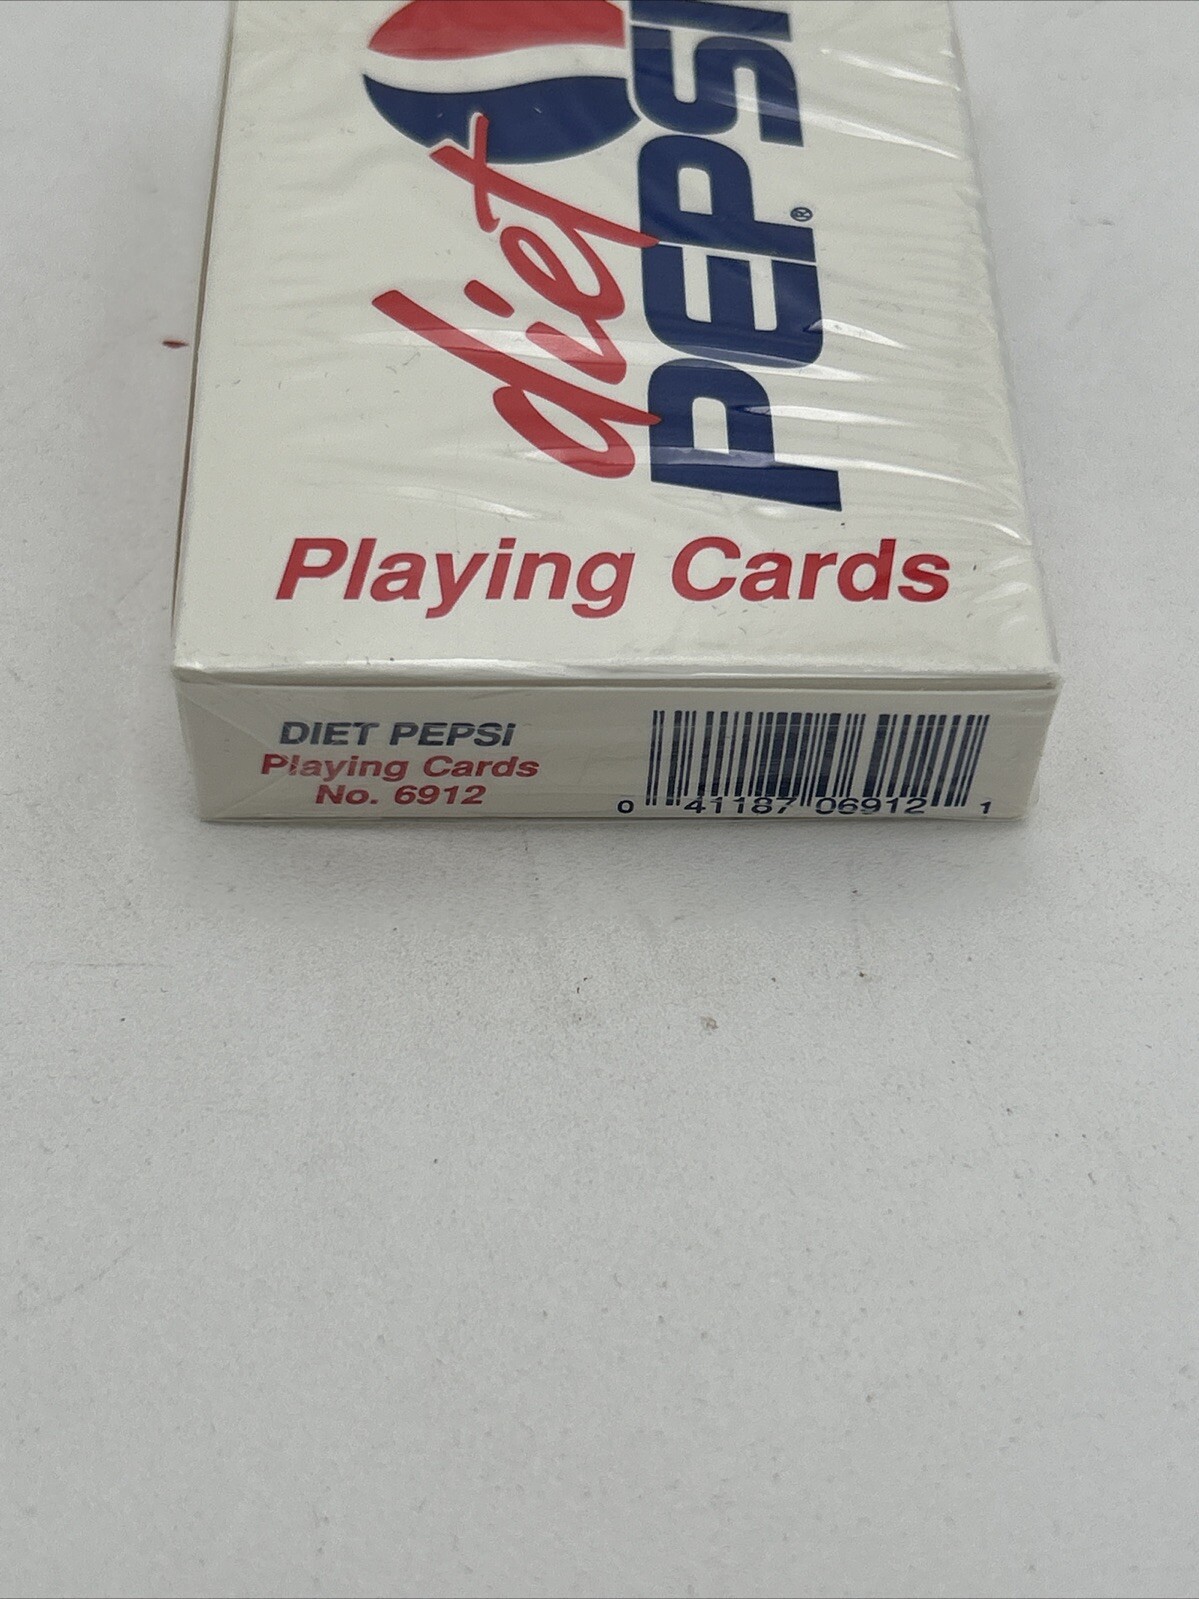 diet
PEPSI®
Playing Cards
DIET PEPSI
Playing Cards
No. 6912
0 41187 06912 1